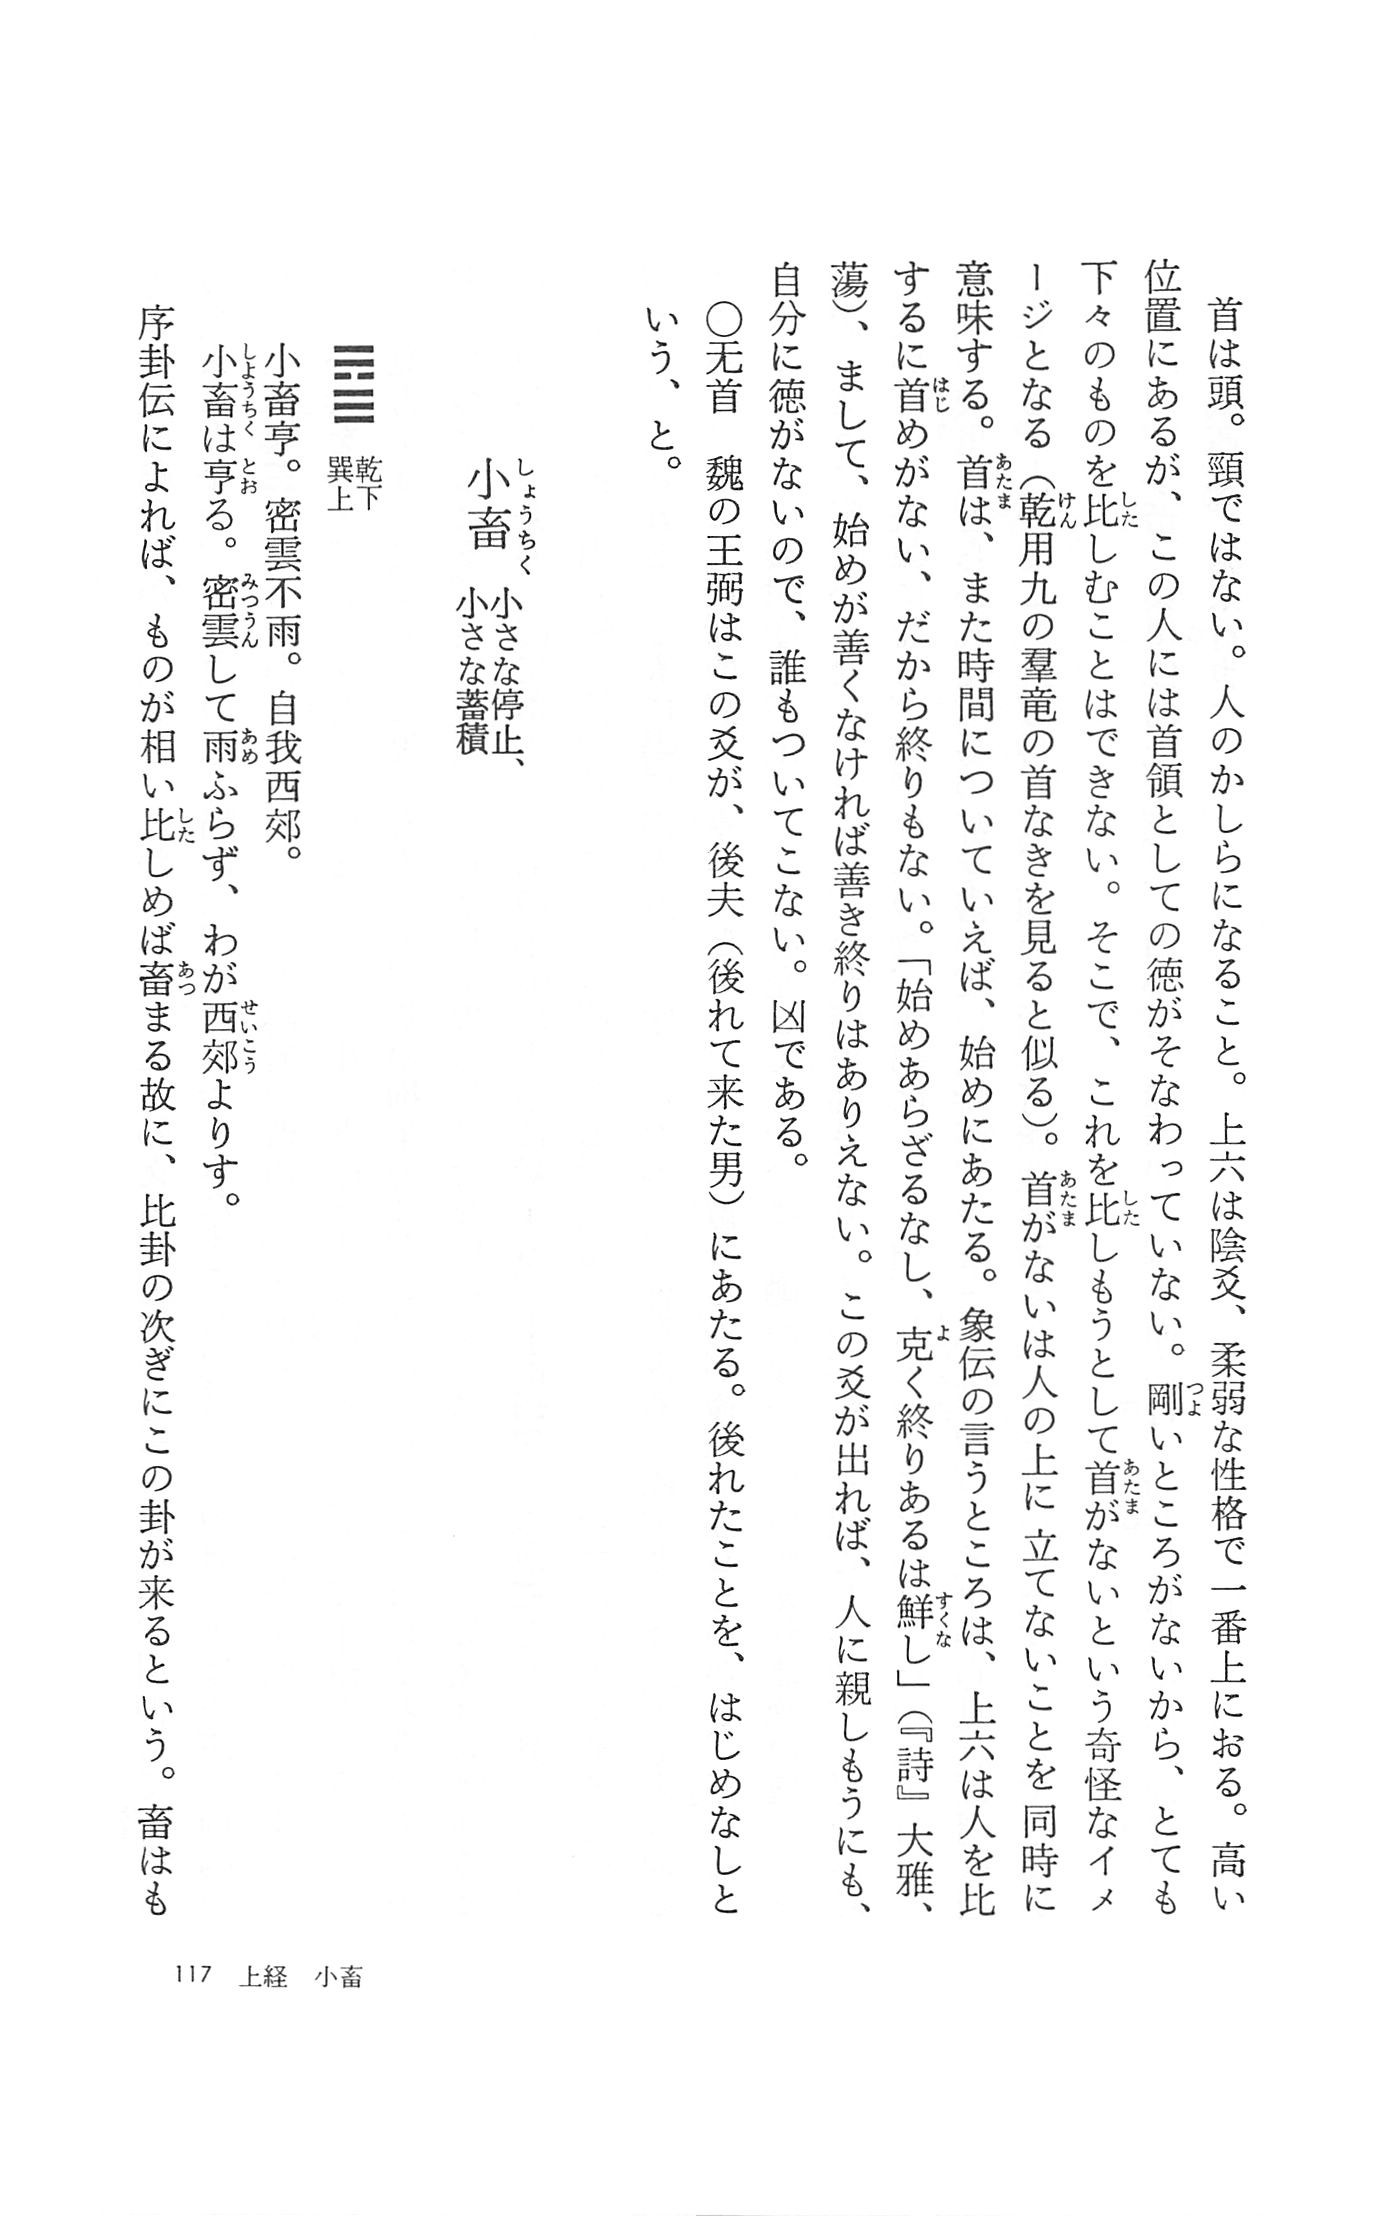 首は頭。頸ではない。人のかしらになること。上六は陰爻、柔弱な性格で一番上におる。高い
位置にあるが、この人には首領としての徳がそなわっていない。剛いところがないから、とても
下々のものを比しむことはできない。そこで、これを比しもうとして首がないという奇怪なイメ
ージとなる（乾用九の羣竜の首なきを見ると似る）。首がないは人の上に立てないことを同時に
意味する。首は、また時間についていえば、始めにあたる。象伝の言うところは、上六は人を比
するに首めがない、だから終りもない。「始めあらざるなし、克く終りあるは鮮し」（『詩』大雅、
蕩）、まして、始めが善くなければ善き終りはありえない。この爻が出れば、人に親しもうにも、
自分に徳がないので、誰もついてこない。凶である。
〇无首　魏の王弼はこの爻が、後夫（後れて来た男）にあたる。後れたことを、はじめなしと
いう、と。
小畜　小さな停止、
小さな蓄積
䷈　乾下
巽上
小畜亨。密雲不雨。自我西郊。
小畜は亨る。密雲して雨ふらず、わが西郊よりす。
序卦伝によれば、ものが相い比しめば畜まる故に、比卦の次ぎにこの卦が来るという。畜はも
117　上経　小畜